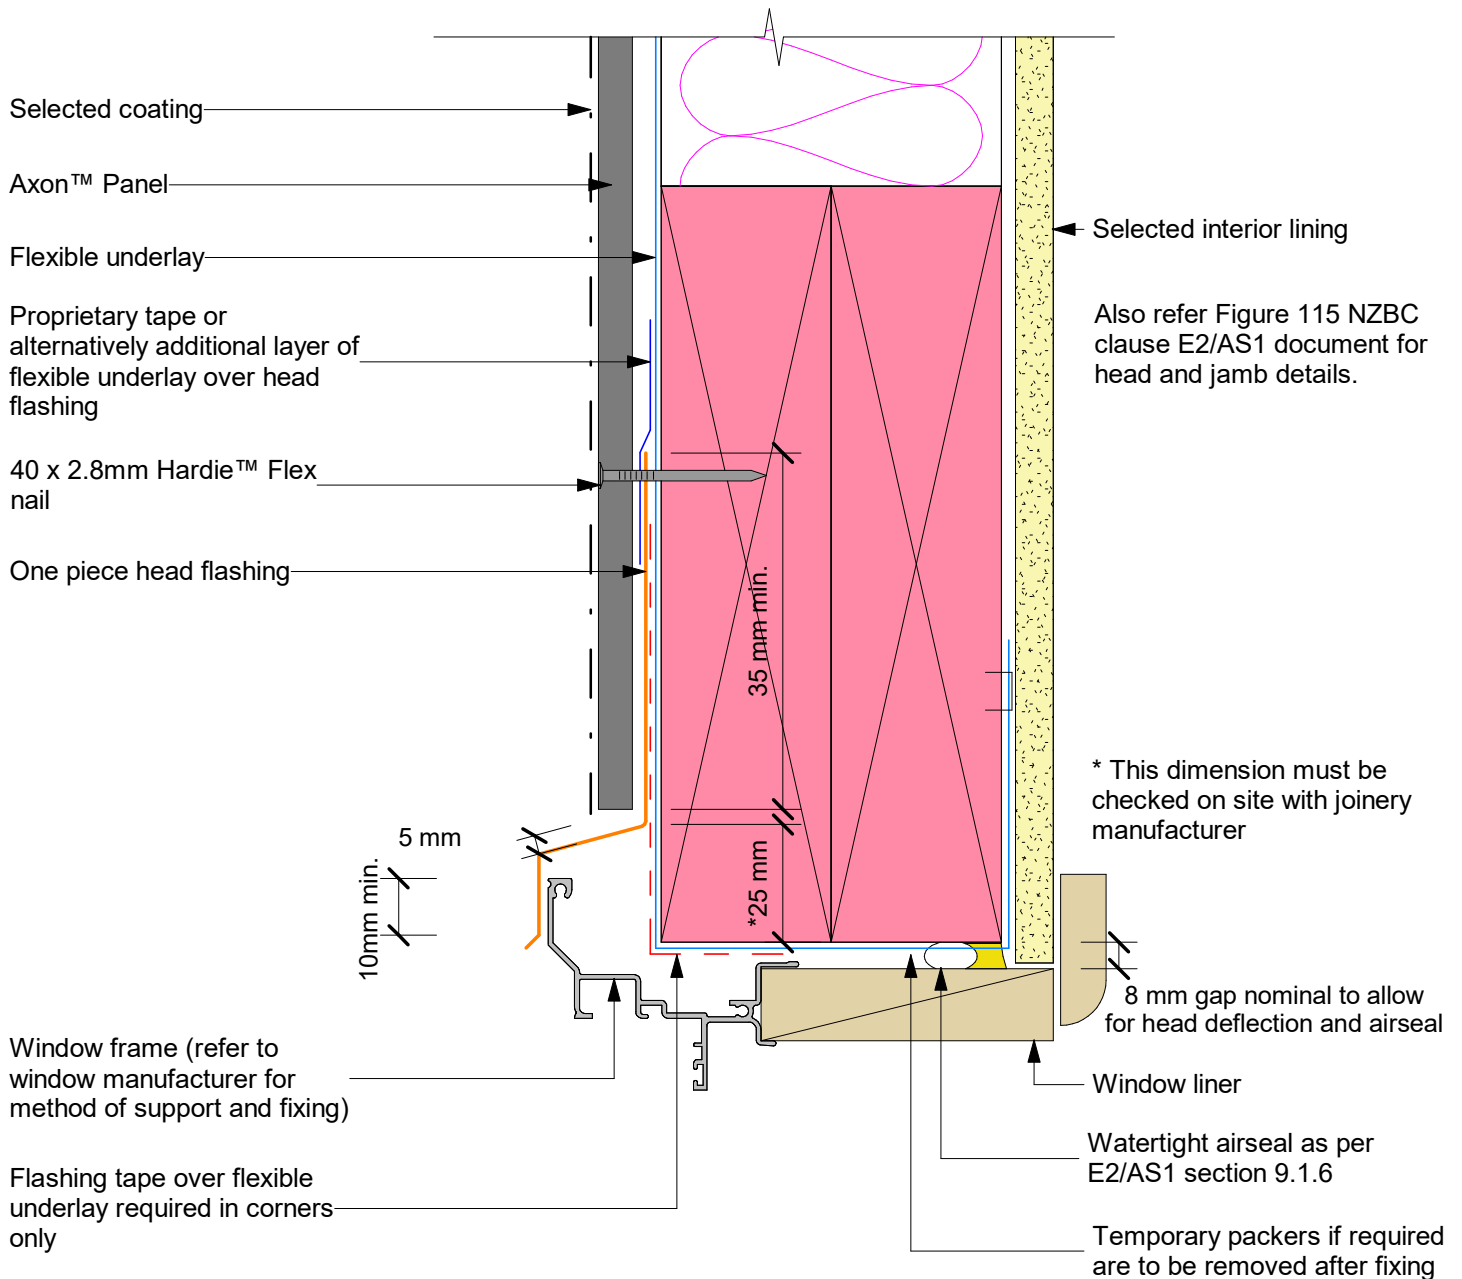 Selected coating
Axon™ Panel
Flexible underlay
Proprietary tape or
alternatively additional layer of
flexible underlay over head
flashing
40 x 2.8mm Hardie™ Flex
nail
One piece head flashing
5 mm
10mm min.
Window frame (refer to
window manufacturer for
method of support and fixing)
Flashing tape over flexible
underlay required in corners
only
35 mm min.
*25 mm
Selected interior lining
Also refer Figure 115 NZBC
clause E2/AS1 document for
head and jamb details.
* This dimension must be
checked on site with joinery
manufacturer
8 mm gap nominal to allow
for head deflection and airseal
Window liner
Watertight airseal as per
E2/AS1 section 9.1.6
Temporary packers if required
are to be removed after fixing